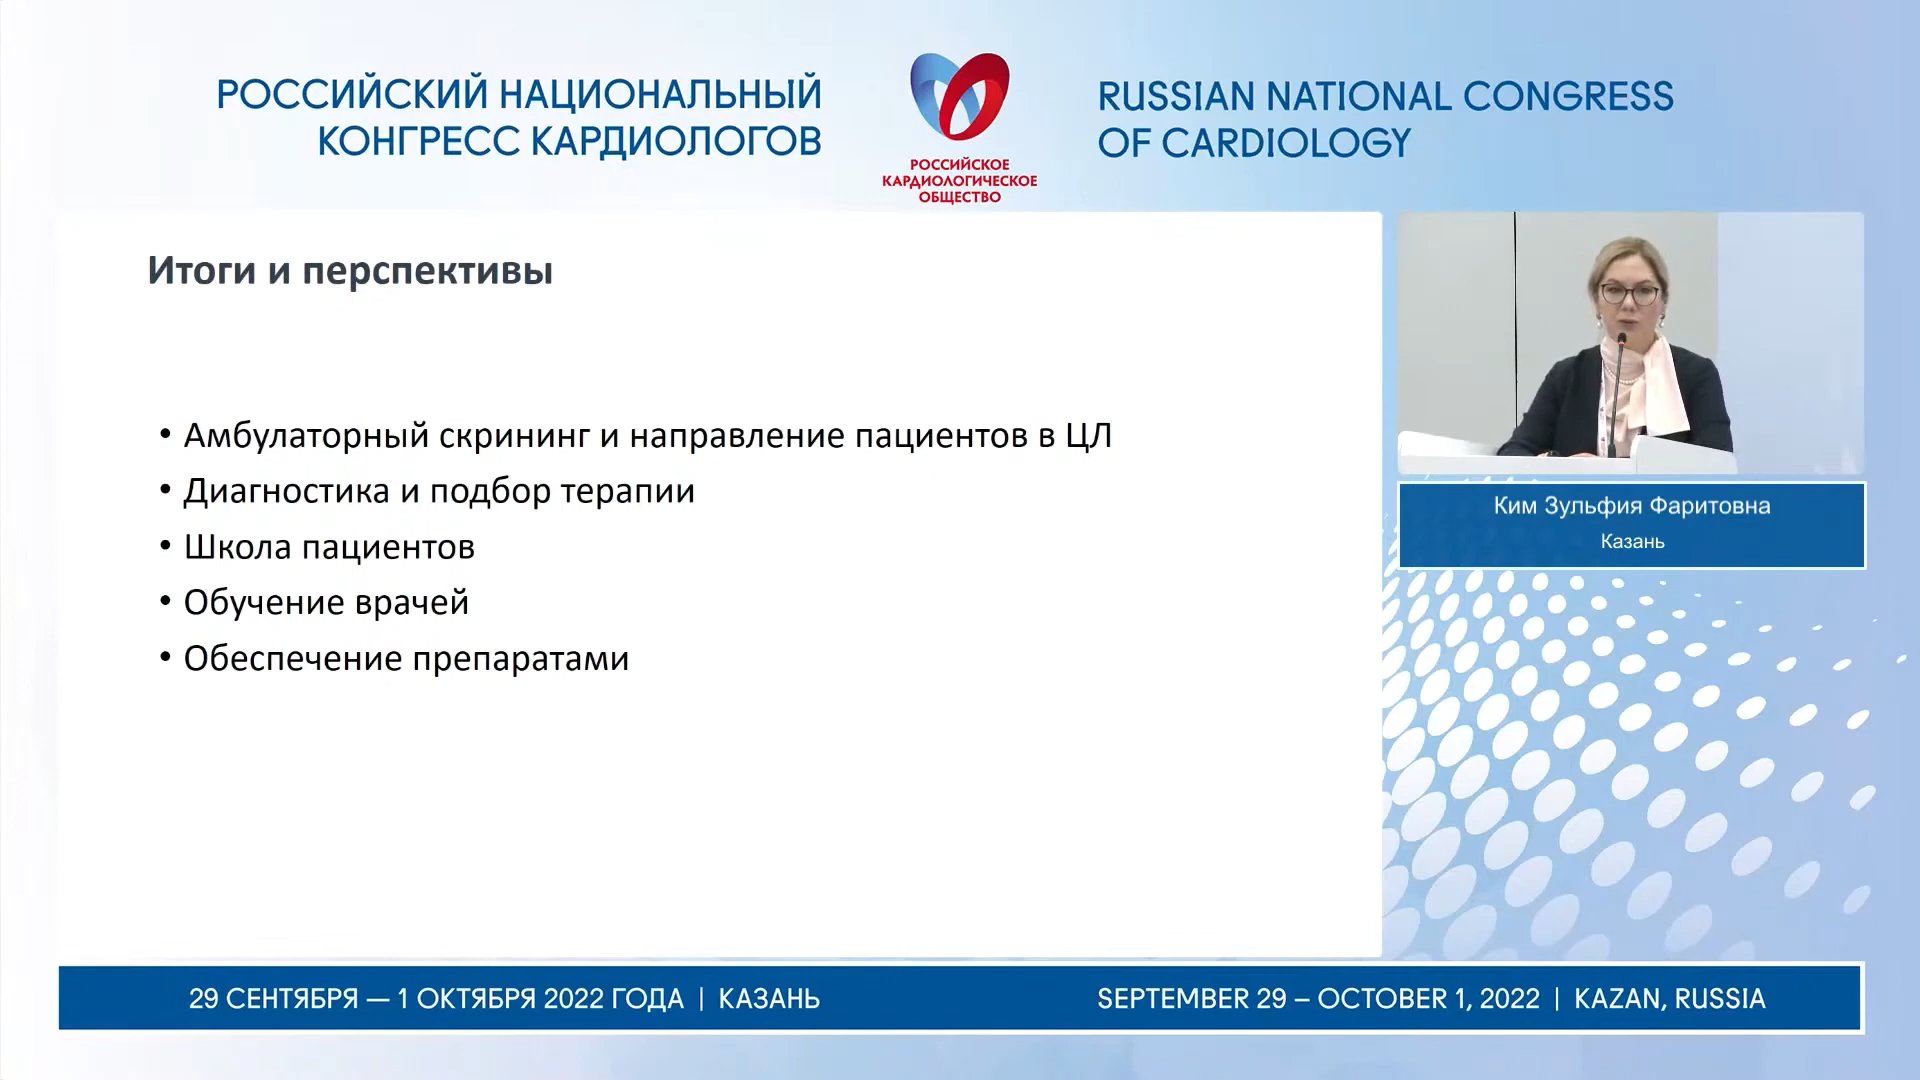 РОССИЙСКИЙ НАЦИОНАЛЬНЫЙ
КОНГРЕСС КАРДИОЛОГОВ
РОССИЙСКОЕ
КАРДИОЛОГИЧЕСКОЕ
ОБЩЕСТВО
RUSSIAN NATIONAL CONGRESS
OF CARDIOLOGY
Итоги и перспективы
• Амбулаторный скрининг и направление пациентов в ЦЛ
• Диагностика и подбор терапии
• Школа пациентов
• Обучение врачей
• Обеспечение препаратами
Ким Зульфия Фаритовна
Казань
29 СЕНТЯБРЯ — 1 ОКТЯБРЯ 2022 ГОДА | КАЗАНЬ
SEPTEMBER 29 – OCTOBER 1, 2022 | KAZAN, RUSSIA